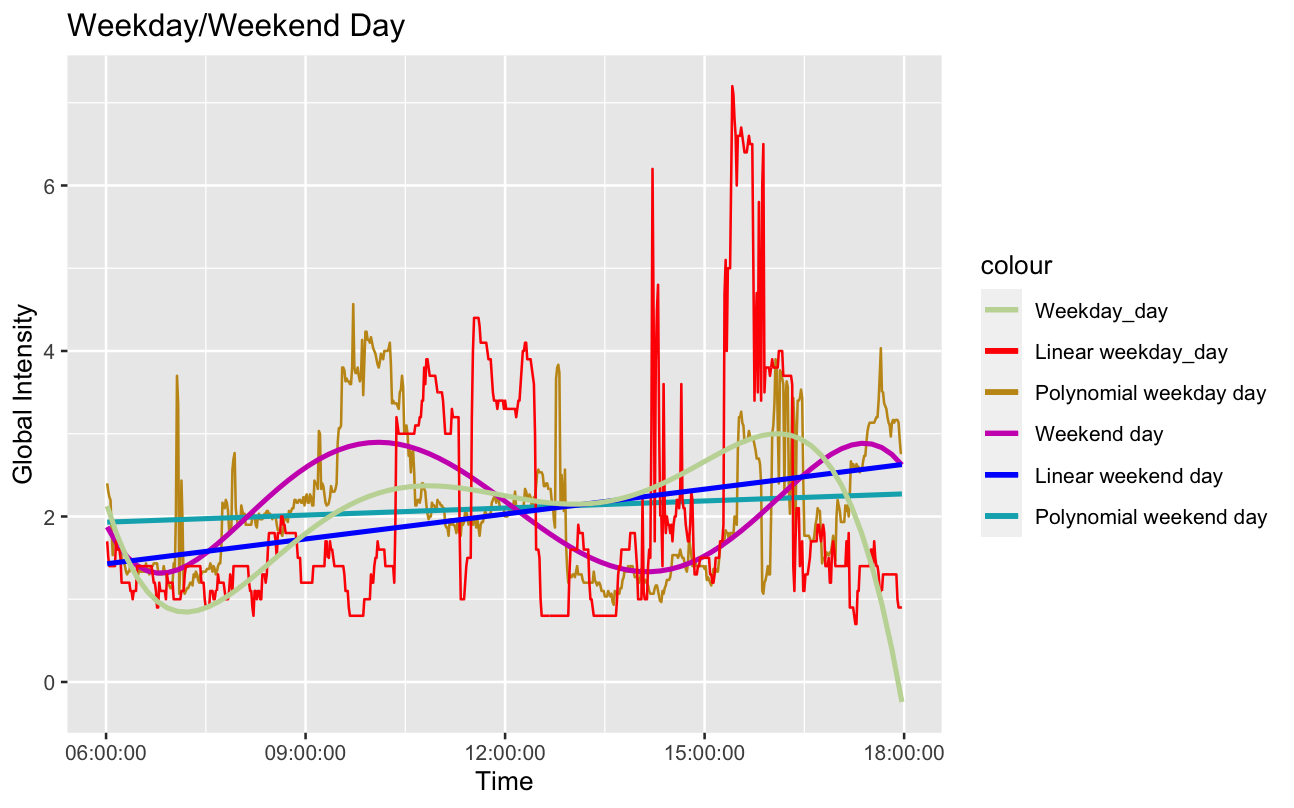 Weekday/Weekend Day
Global Intensity
6
4
2
0
06:00:00
09:00:00
12:00:00
15:00:00
18:00:00
Time
colour
Weekday_day
Linear weekday_day
Polynomial weekday day
Weekend day
Linear weekend day
Polynomial weekend day